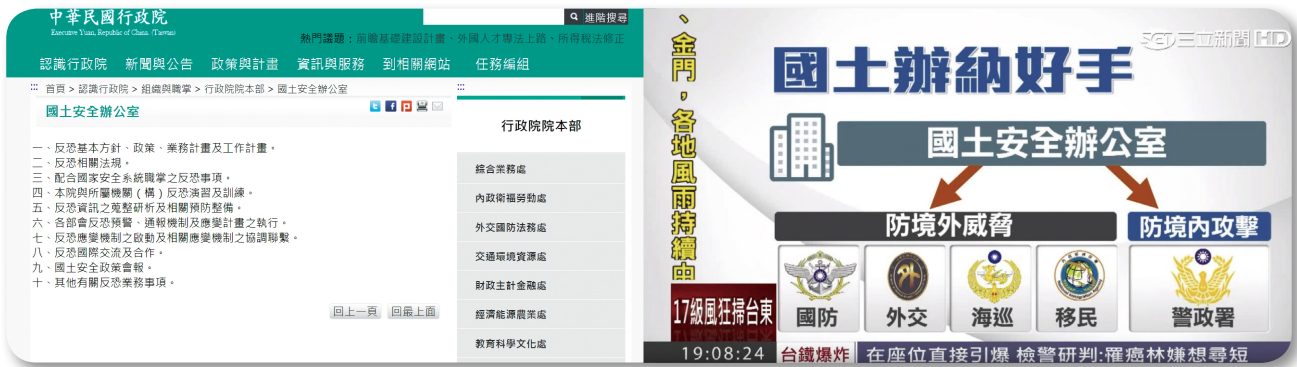 中華民國行政院
Executive Yuan, Republic of China (Taiwan)
進階搜尋
熱門議題：前瞻基礎建設計畫、外國人才專法上路、所得稅法修正
認識行政院 新聞與公告 政策與計畫 資訊與服務 到相關網站 任務編組
::: 首頁 > 認識行政院 > 組織與職掌 > 行政院院本部 > 國土安全辦公室
國土安全辦公室
一、反恐基本方針、政策、業務計畫及工作計畫。
二、反恐相關法規。
三、配合國家安全系統職掌之反恐事項。
四、本院與所屬機關（構）反恐演習及訓練。
五、反恐資訊之蒐整研析及相關預防整備。
六、各部會反恐預警、通報機制及應變計畫之執行。
七、反恐應變機制之啟動及相關應變機制之協調聯繫。
八、反恐國際交流及合作。
九、國土安全政策會報。
十、其他有關反恐業務事項。
回上一頁 回最上面
:::
行政院院本部
綜合業務處
內政衛福勞動處
外交國防法務處
交通環境資源處
財政主計金融處
經濟能源農業處
教育科學文化處
、金門，各地風雨持續中
17級風狂掃台東
三立新聞HD
國土辦納好手
國土安全辦公室
防境外威脅
防境內攻擊
國防 外交 海巡 移民 警政署
19:08:24 台鐵爆炸 在座位直接引爆 檢警研判:罹癌林嫌想尋短